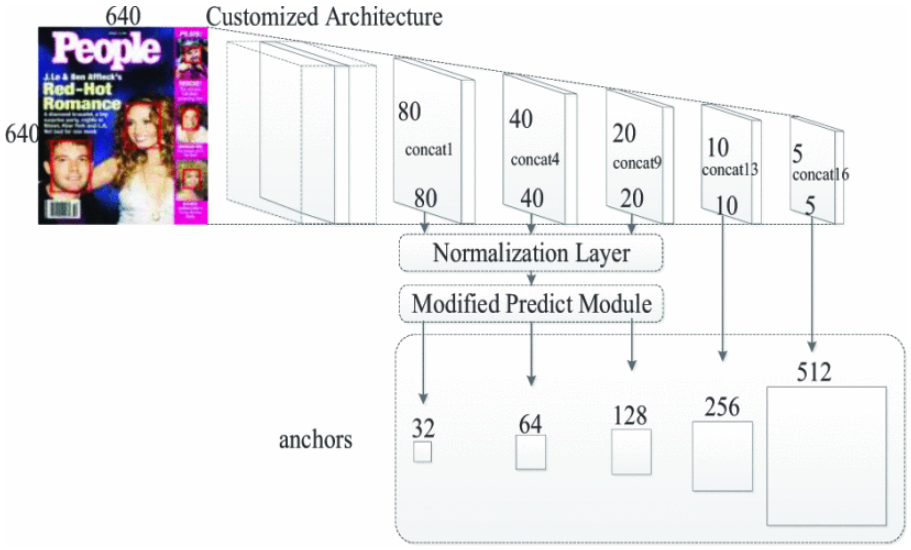 640
Customized Architecture
640
People
J.Lo & Ben Affleck's
Red-Hot
Romance
80
concat1
80
40
concat4
40
20
concat9
20
10
concat13
10
5
concat16
5
Normalization Layer
Modified Predict Module
anchors
32
64
128
256
512